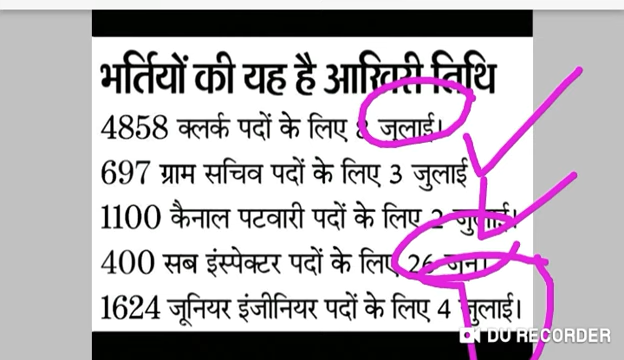 भर्तियों की यह है आखिरी तिथि
4858 क्लर्क पदों के लिए 8 जुलाई।
697 ग्राम सचिव पदों के लिए 3 जुलाई
1100 कैनाल पटवारी पदों के लिए 2 जुलाई।
400 सब इंस्पेक्टर पदों के लिए 26 जून।
1624 जूनियर इंजीनियर पदों के लिए 4 जुलाई।
DU RECORDER